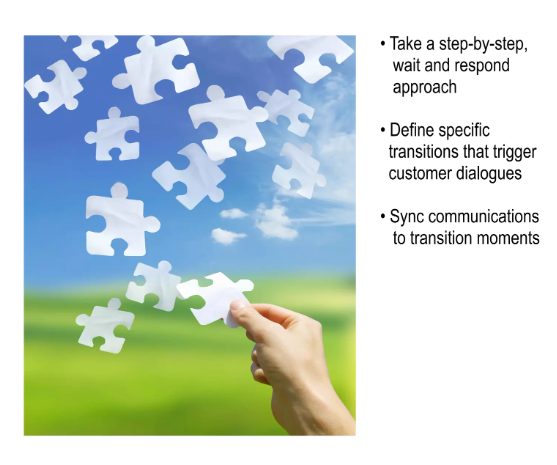 • Take a step-by-step,
wait and respond
approach
• Define specific
transitions that trigger
customer dialogues
• Sync communications
to transition moments